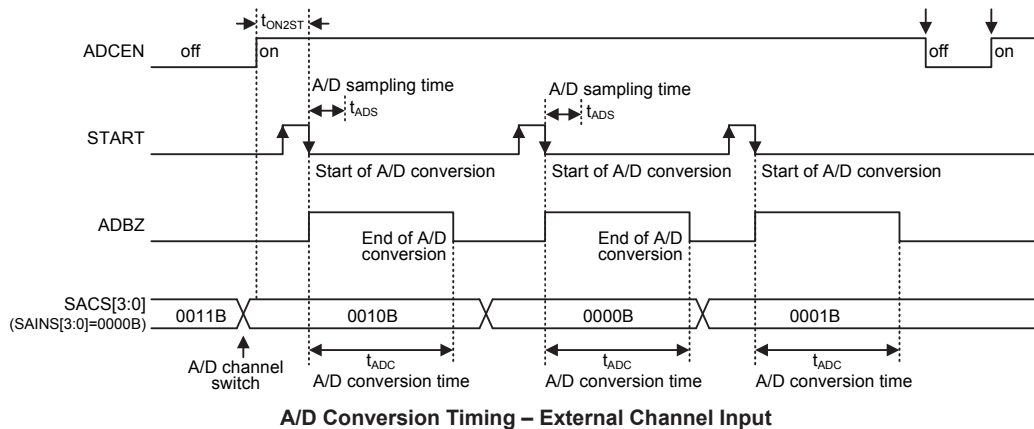 tON2ST
ADCEN off on off on
A/D sampling time A/D sampling time
tADS tADS
START
Start of A/D conversion Start of A/D conversion Start of A/D conversion
ADBZ
End of A/D conversion End of A/D conversion
SACS[3:0]
(SAINS[3:0]=0000B)
0011B 0010B 0000B 0001B
A/D channel
switch
tADC tADC tADC
A/D conversion time A/D conversion time A/D conversion time
A/D Conversion Timing – External Channel Input